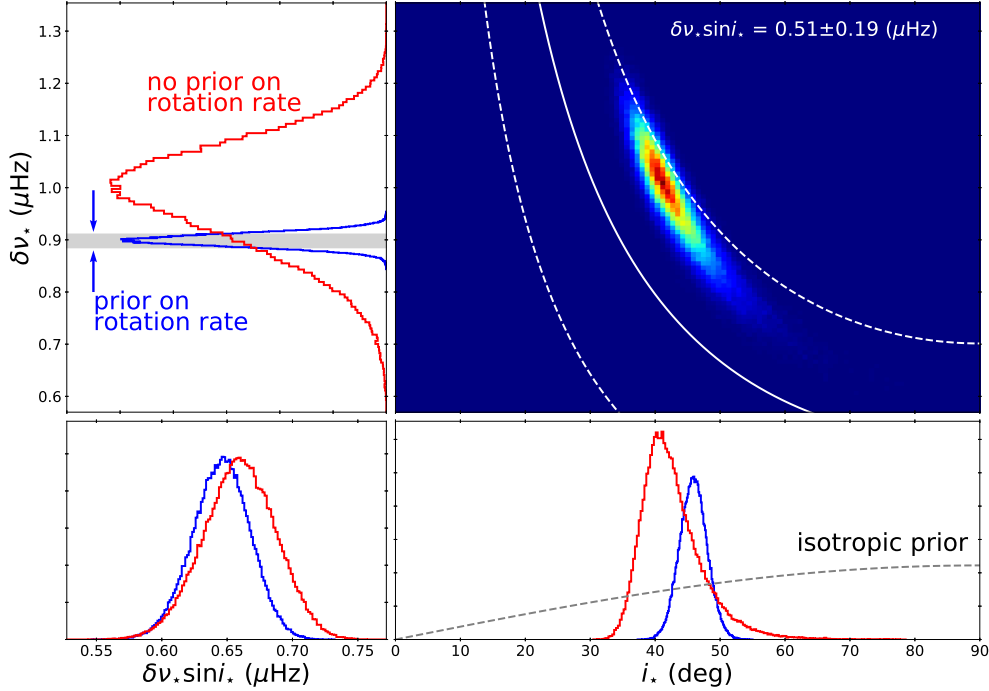 δν⋆sini⋆ = 0.51±0.19 (μHz)
no prior on
rotation rate
prior on
rotation rate
δν⋆ (μHz)
1.3
1.2
1.1
1.0
0.9
0.8
0.7
0.6
isotropic prior
0.55 0.60 0.65 0.70 0.75
δν⋆sini⋆ (μHz)
0 10 20 30 40 50 60 70 80 90
i⋆ (deg)